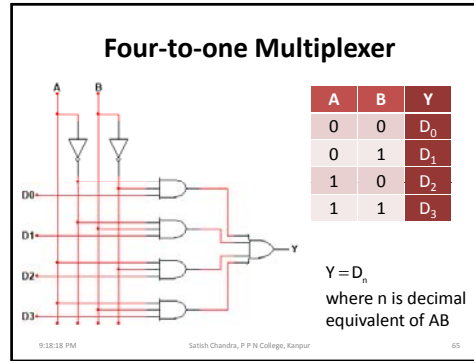 Four-to-one Multiplexer
A B
D0
D1
D2
D3
Y
A B Y
0 0 D₀
0 1 D₁
1 0 D₂
1 1 D₃
Y = Dₙ
where n is decimal
equivalent of AB
9:18:18 PM Satish Chandra, P P N College, Kanpur 65